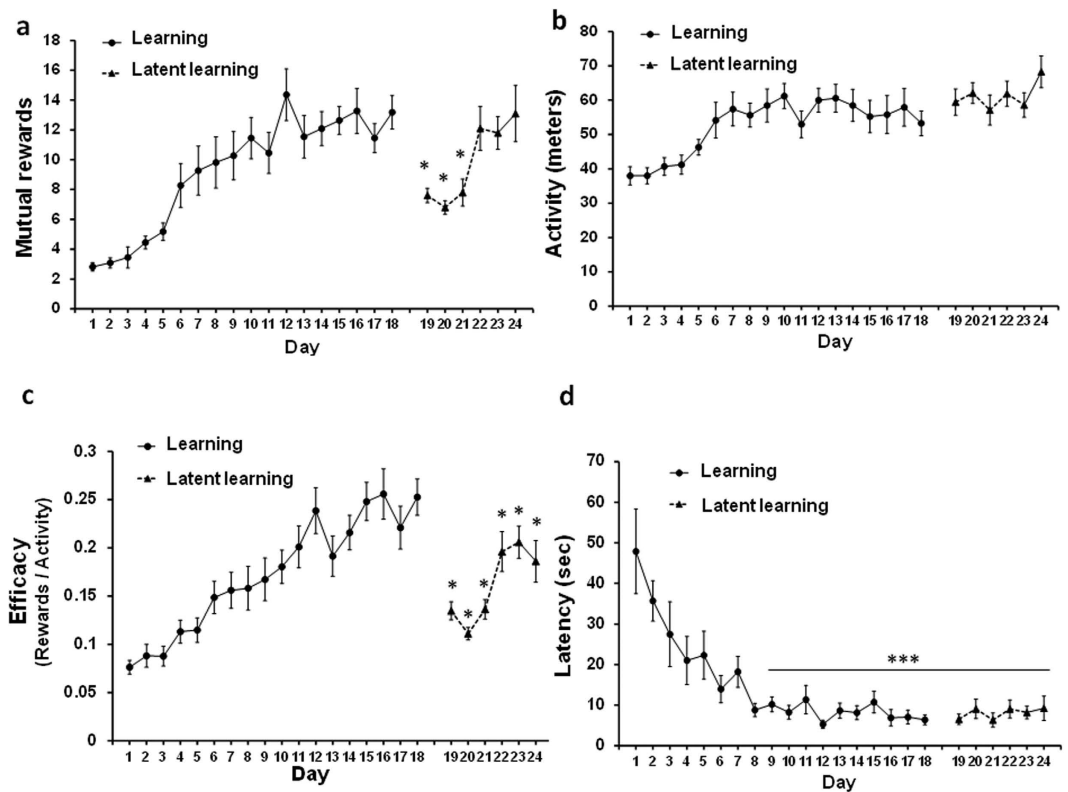 a
Mutual rewards
18
16
14
12
10
8
6
4
2
0
Learning
Latent learning
* * *
1 2 3 4 5 6 7 8 9 10 11 12 13 14 15 16 17 18 19 20 21 22 23 24
Day
b
Activity (meters)
80
70
60
50
40
30
20
10
0
Learning
Latent learning
1 2 3 4 5 6 7 8 9 10 11 12 13 14 15 16 17 18 19 20 21 22 23 24
Day
c
Efficacy
(Rewards / Activity)
0.3
0.25
0.2
0.15
0.1
0.05
0
Learning
Latent learning
* * * * * *
1 2 3 4 5 6 7 8 9 10 11 12 13 14 15 16 17 18 19 20 21 22 23 24
Day
d
Latency (sec)
70
60
50
40
30
20
10
0
Learning
Latent learning
***
1 2 3 4 5 6 7 8 9 10 11 12 13 14 15 16 17 18 19 20 21 22 23 24
Day